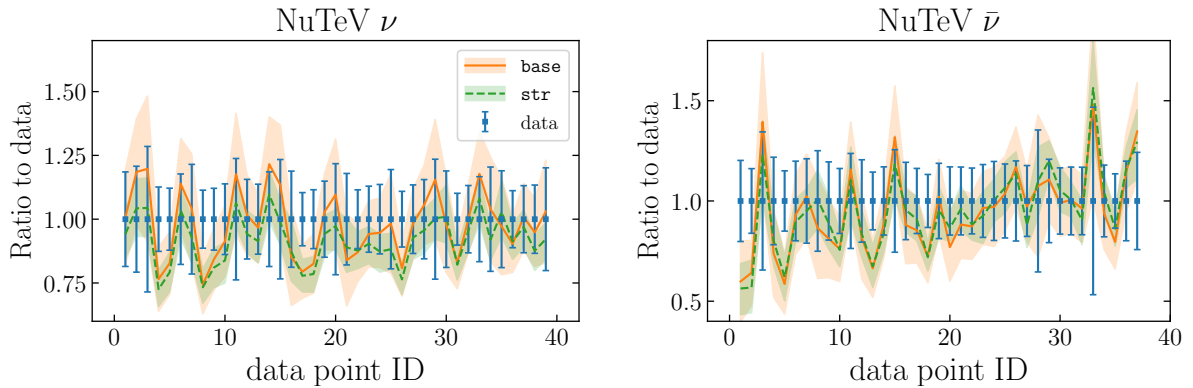 NuTeV ν
Ratio to data
1.50
1.25
1.00
0.75
base
str
data
0
10
20
30
40
data point ID
NuTeV ν̄
Ratio to data
1.5
1.0
0.5
0
10
20
30
40
data point ID